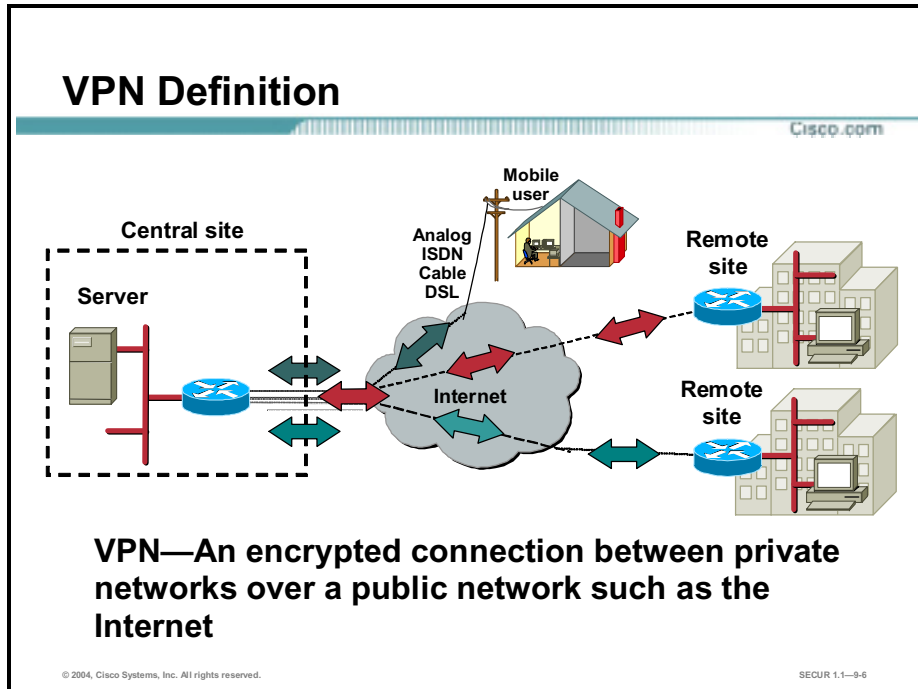 VPN Definition
Cisco.com
Mobile
user
Central site
Analog
ISDN
Cable
DSL
Remote
site
Server
Internet
Remote
site
VPN—An encrypted connection between private
networks over a public network such as the
Internet
© 2004, Cisco Systems, Inc. All rights reserved.
SECUR 1.1—9-6